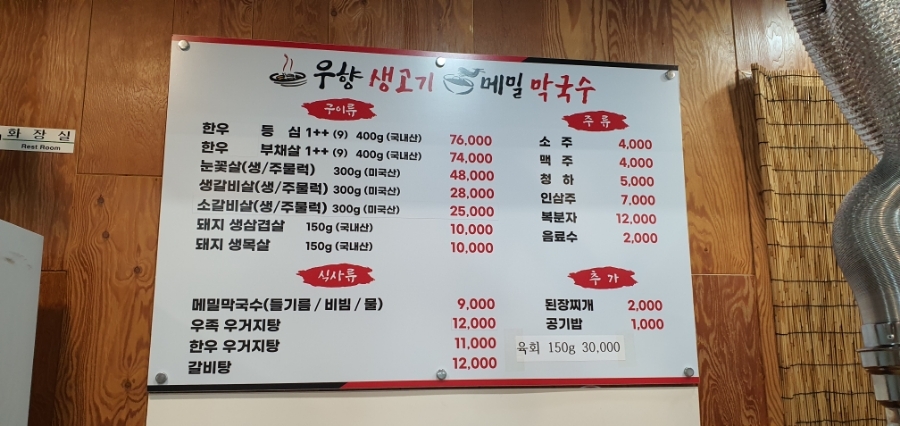 화장실
Rest Room
우향 생고기 메밀 막국수
구이류
한우 등심 1++ (9) 400g (국내산) 76,000
한우 부채살 1++ (9) 400g (국내산) 74,000
눈꽃살(생/주물럭) 300g (미국산) 48,000
생갈비살(생/주물럭) 300g (미국산) 28,000
소갈비살(생/주물럭) 300g (미국산) 25,000
돼지 생삼겹살 150g (국내산) 10,000
돼지 생목살 150g (국내산) 10,000
주류
소주 4,000
맥주 4,000
청하 5,000
인삼주 7,000
복분자 12,000
음료수 2,000
식사류
메밀막국수(들기름 / 비빔 / 물) 9,000
우족 우거지탕 12,000
한우 우거지탕 11,000
갈비탕 12,000
추가
된장찌개 2,000
공기밥 1,000
육회 150g 30,000